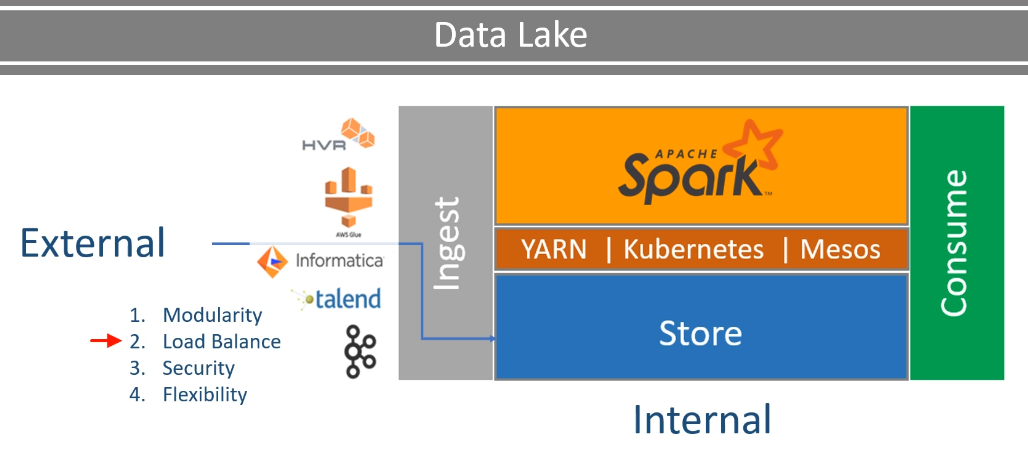 Data Lake
HVR
AWS Glue
Informatica
talend
External
1. Modularity
2. Load Balance
3. Security
4. Flexibility
Ingest
APACHE
Spark™
YARN | Kubernetes | Mesos
Store
Consume
Internal